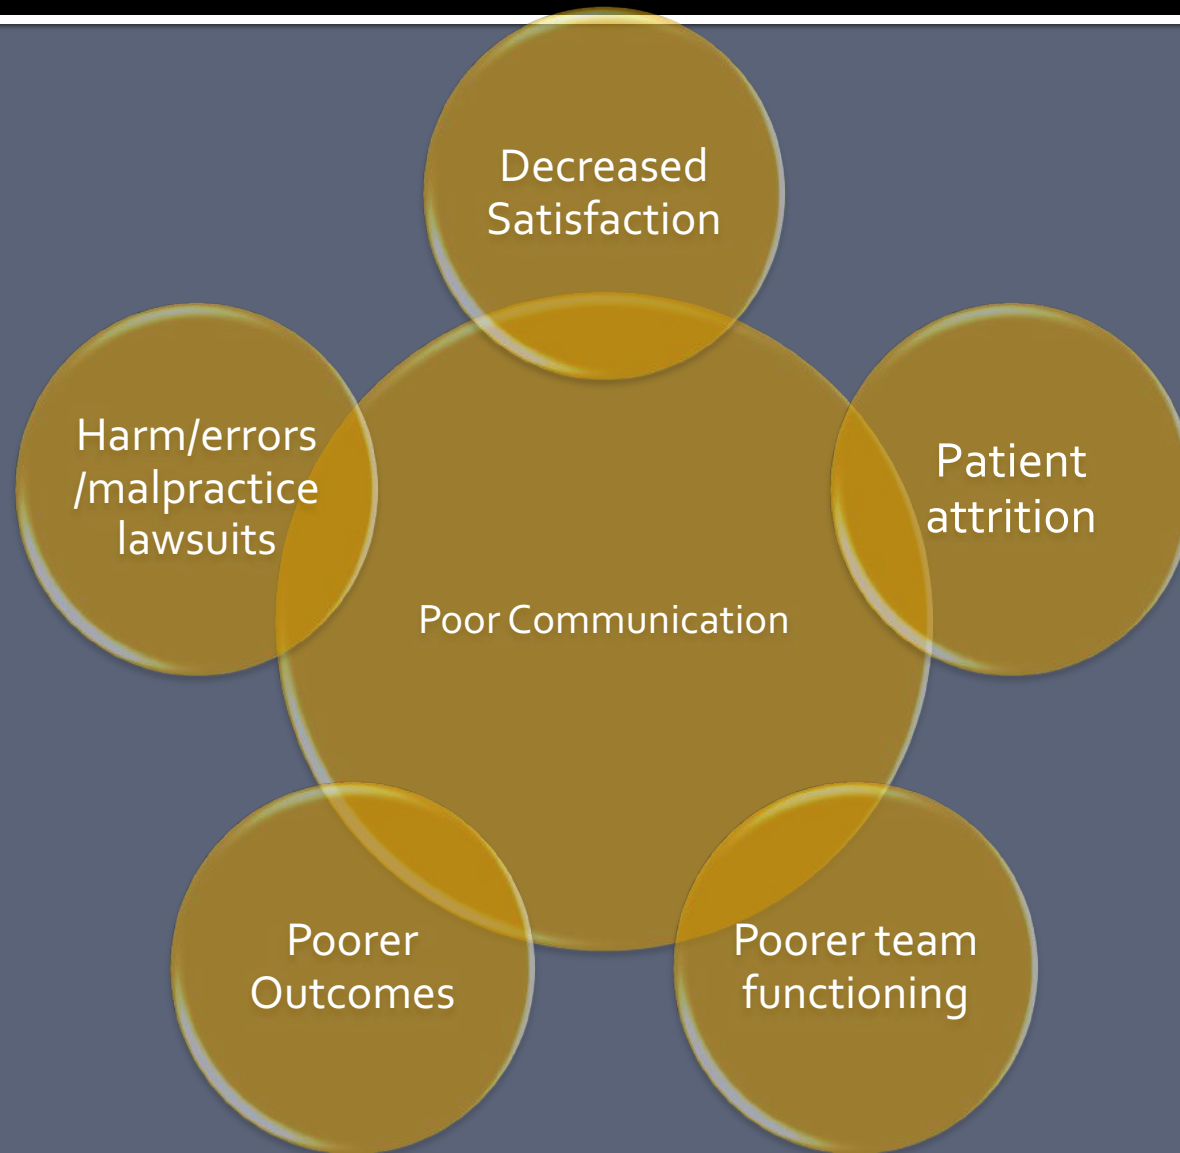 Decreased
Satisfaction
Patient
attrition
Poorer team
functioning
Poorer
Outcomes
Harm/errors
/malpractice
lawsuits
Poor Communication